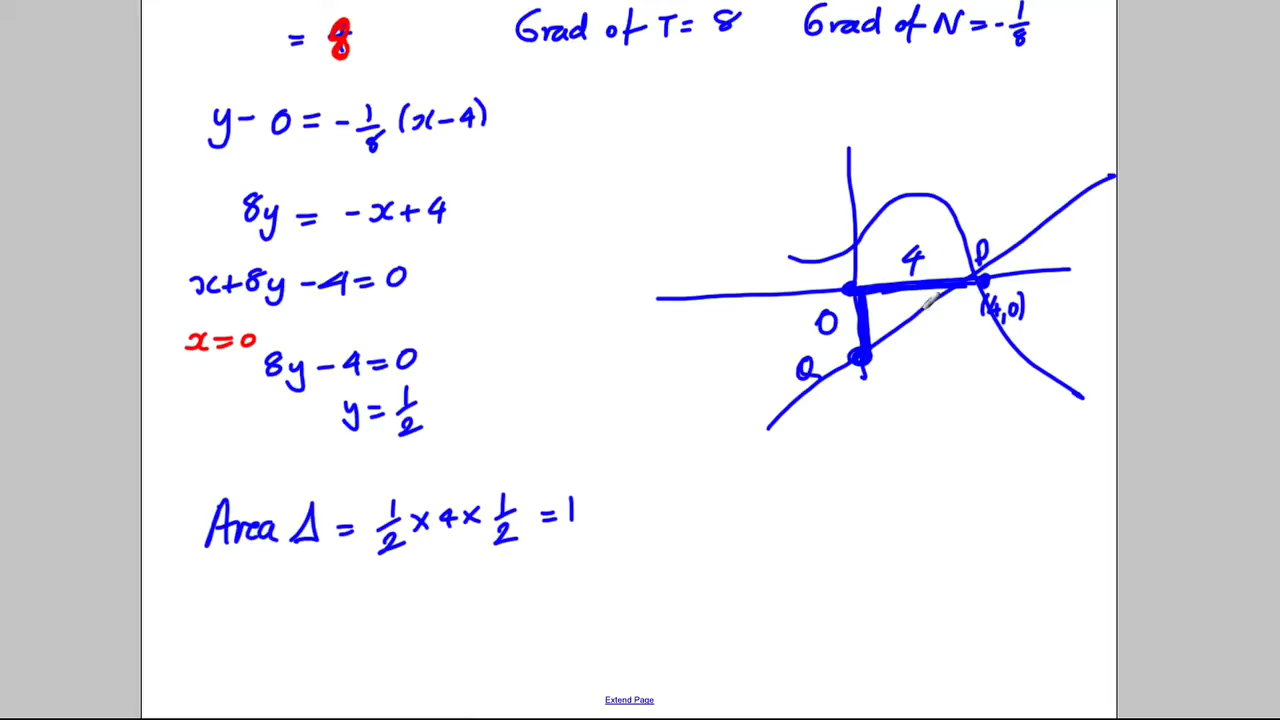 = 8 Grad of T = 8 Grad of N = -1/8
y - 0 = -1/8 (x - 4)
8y = -x + 4
x + 8y - 4 = 0
x = 0
8y - 4 = 0
y = 1/2
Area Δ = 1/2 × 4 × 1/2 = 1
4
P
(4,0)
O
Q
Extend Page